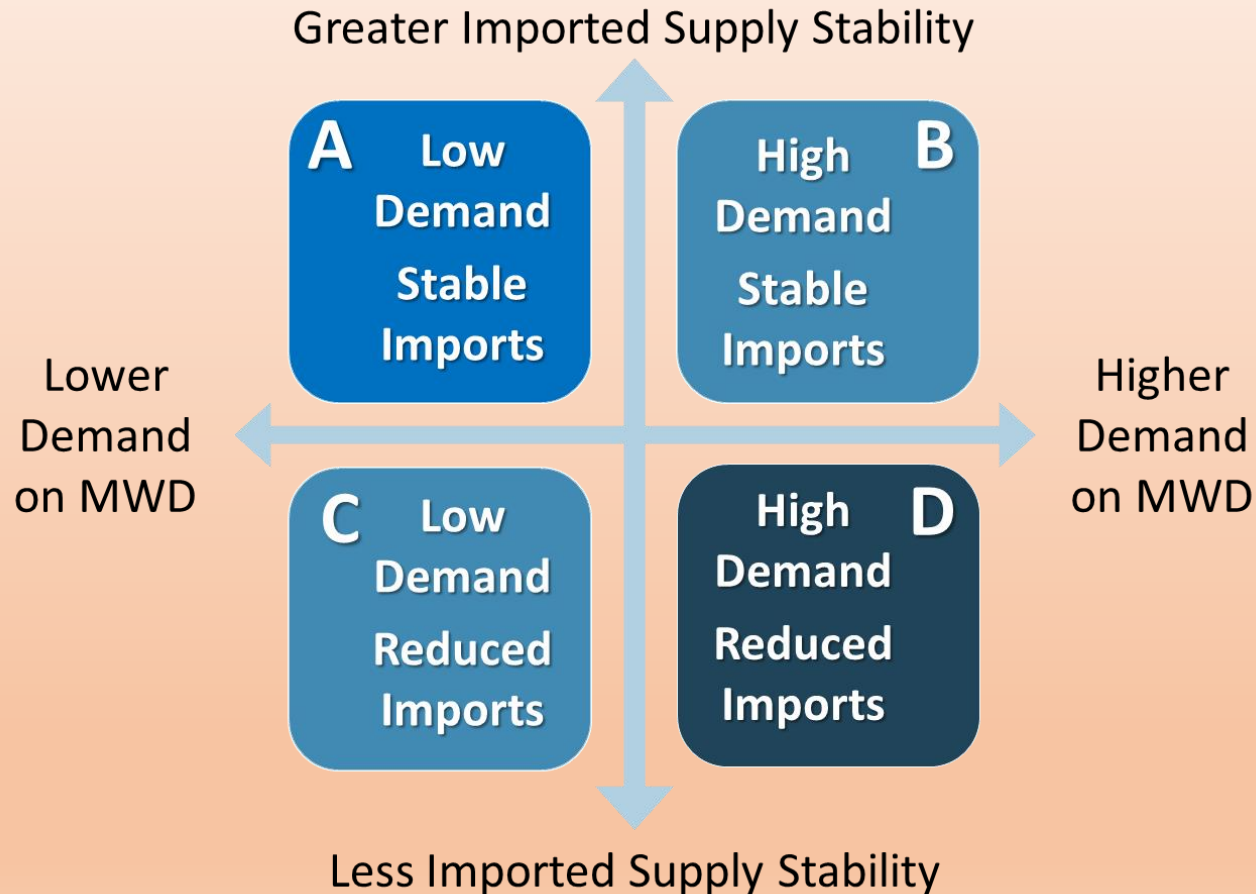 Greater Imported Supply Stability
A
Low
Demand
Stable
Imports
B
High
Demand
Stable
Imports
Lower
Demand
on MWD
Higher
Demand
on MWD
C
Low
Demand
Reduced
Imports
D
High
Demand
Reduced
Imports
Less Imported Supply Stability